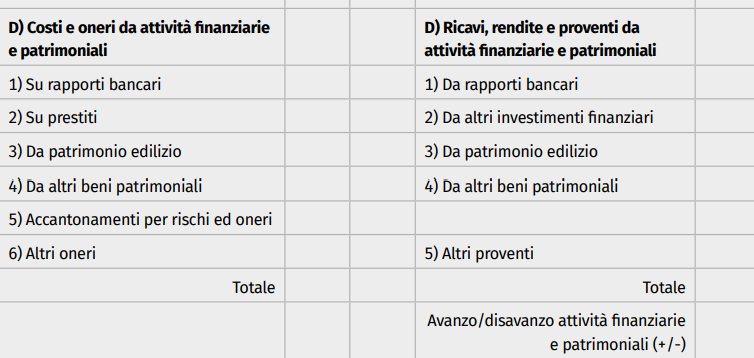 D) Costi e oneri da attività finanziarie
e patrimoniali
D) Ricavi, rendite e proventi da
attività finanziarie e patrimoniali
1) Su rapporti bancari
1) Da rapporti bancari
2) Su prestiti
2) Da altri investimenti finanziari
3) Da patrimonio edilizio
3) Da patrimonio edilizio
4) Da altri beni patrimoniali
4) Da altri beni patrimoniali
5) Accantonamenti per rischi ed oneri
6) Altri oneri
5) Altri proventi
Totale
Totale
Avanzo/disavanzo attività finanziarie
e patrimoniali (+/-)